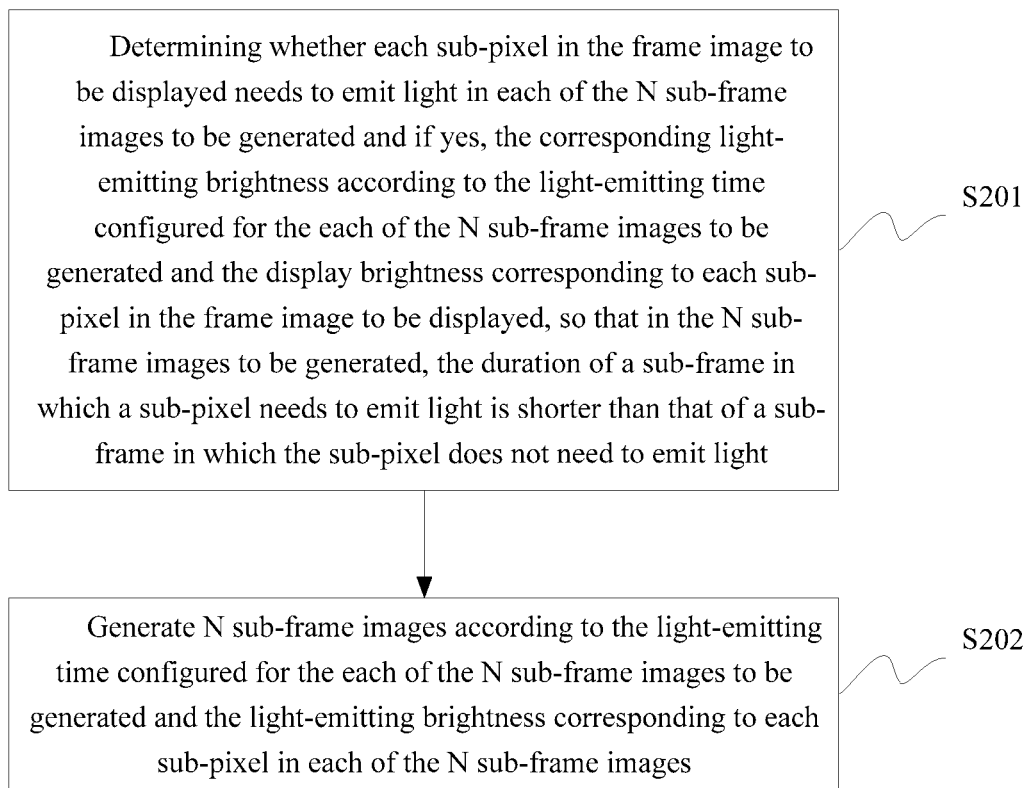 Determining whether each sub-pixel in the frame image to
be displayed needs to emit light in each of the N sub-frame
images to be generated and if yes, the corresponding light-
emitting brightness according to the light-emitting time
configured for the each of the N sub-frame images to be
generated and the display brightness corresponding to each sub-
pixel in the frame image to be displayed, so that in the N sub-
frame images to be generated, the duration of a sub-frame in
which a sub-pixel needs to emit light is shorter than that of a sub-
frame in which the sub-pixel does not need to emit light
S201
Generate N sub-frame images according to the light-emitting
time configured for the each of the N sub-frame images to be
generated and the light-emitting brightness corresponding to each
sub-pixel in each of the N sub-frame images
S202